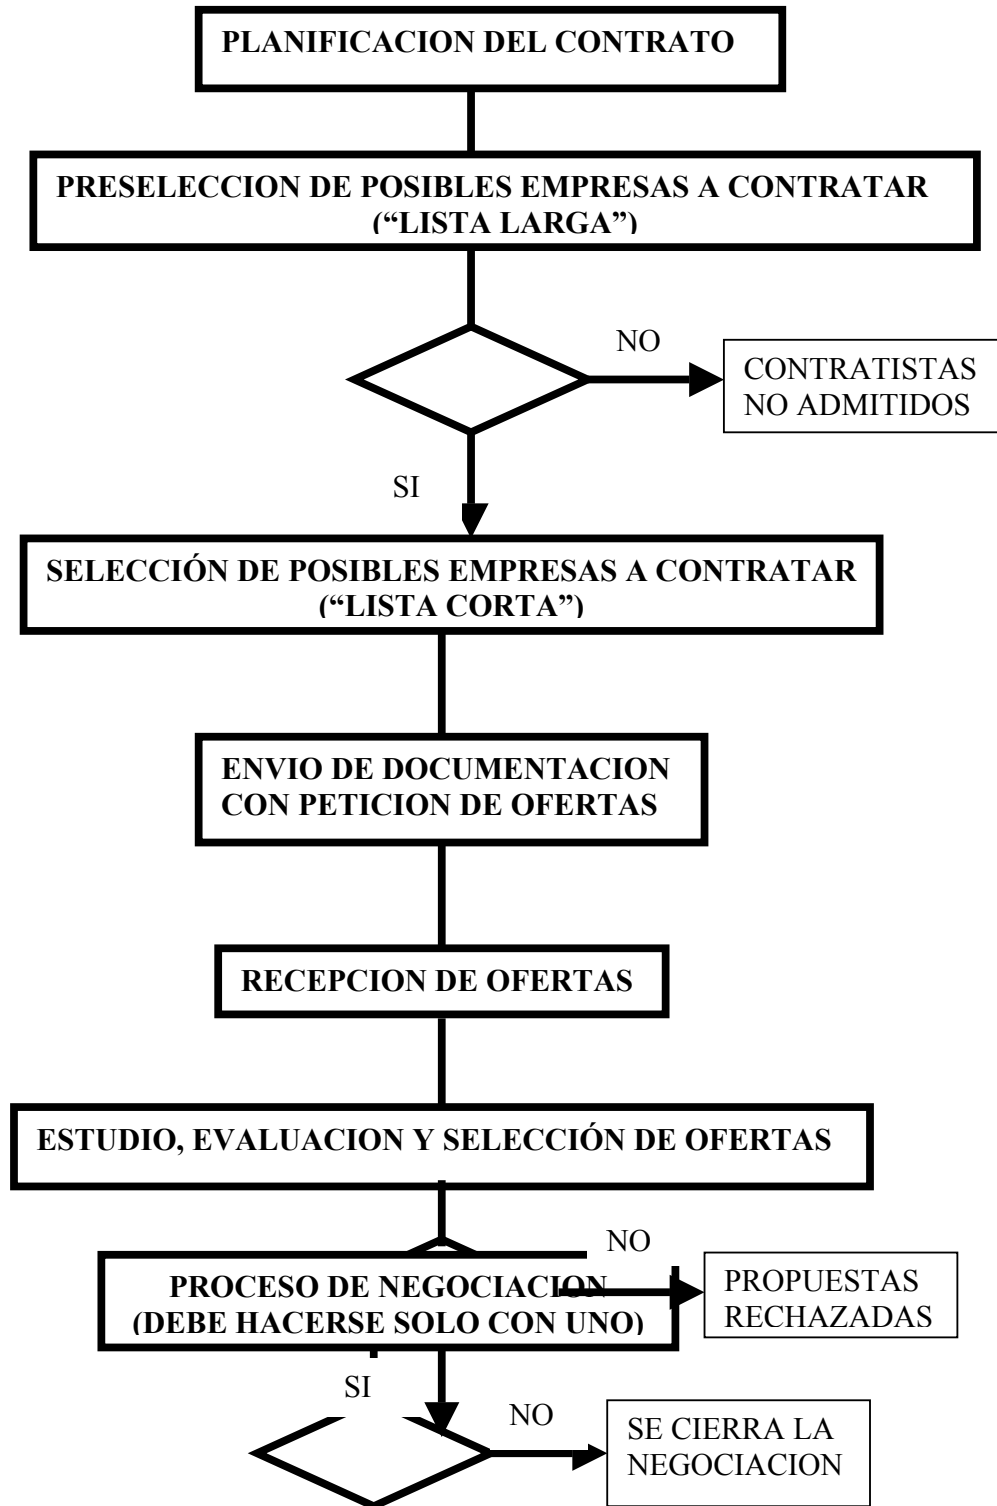 PLANIFICACION DEL CONTRATO
PRESELECCION DE POSIBLES EMPRESAS A CONTRATAR
(“LISTA LARGA”)
NO
CONTRATISTAS
NO ADMITIDOS
SI
SELECCIÓN DE POSIBLES EMPRESAS A CONTRATAR
(“LISTA CORTA”)
ENVIO DE DOCUMENTACION
CON PETICION DE OFERTAS
RECEPCION DE OFERTAS
ESTUDIO, EVALUACION Y SELECCIÓN DE OFERTAS
NO
PROCESO DE NEGOCIACION
(DEBE HACERSE SOLO CON UNO)
PROPUESTAS
RECHAZADAS
SI
NO
SE CIERRA LA
NEGOCIACION